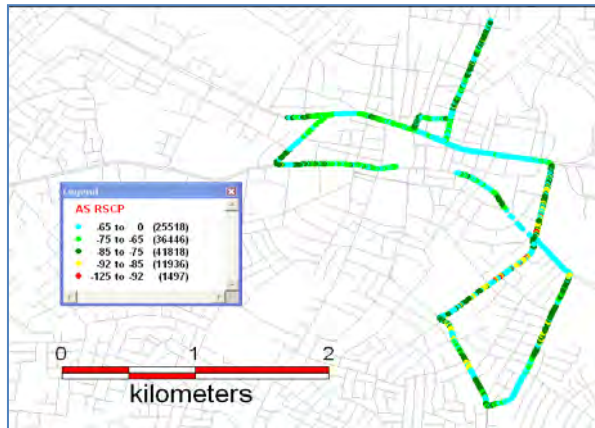 Legend
AS RSCP
-65 to 0 (25518)
-75 to -65 (36446)
-85 to -75 (41818)
-92 to -85 (11936)
-125 to -92 (1497)
0 1 2
kilometers